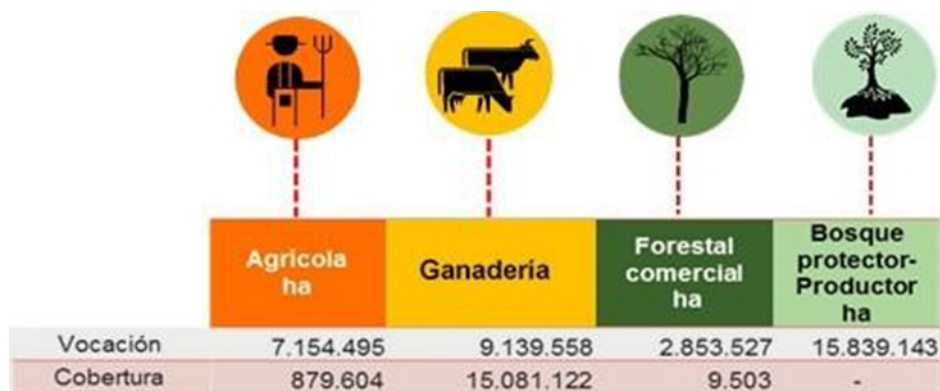 Agricola
ha
Ganadería
Forestal
comercial
ha
Bosque
protector-
Productor
ha
Vocación 7.154.495 9.139.558 2.853.527 15.839.143
Cobertura 879.604 15.081.122 9.503 -